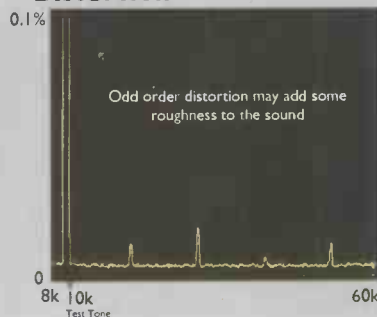 0.1%
Odd order distortion may add some
roughness to the sound
0
8k 10k 60k
Test Tone